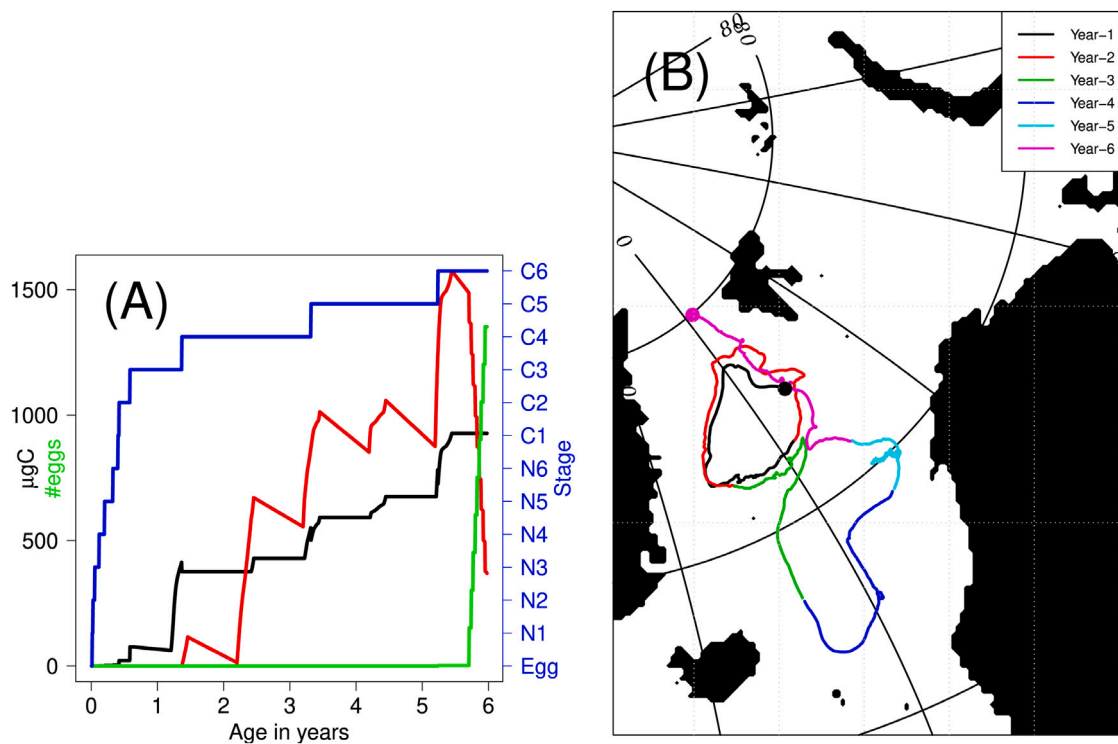 (A)
1500
1000
500
0
µgC
#eggs
C6
C5
C4
C3
C2
C1
N6
N5
N4
N3
N2
N1
Egg
Stage
0 1 2 3 4 5 6
Age in years
(B)
80
80
0
0
Year-1
Year-2
Year-3
Year-4
Year-5
Year-6